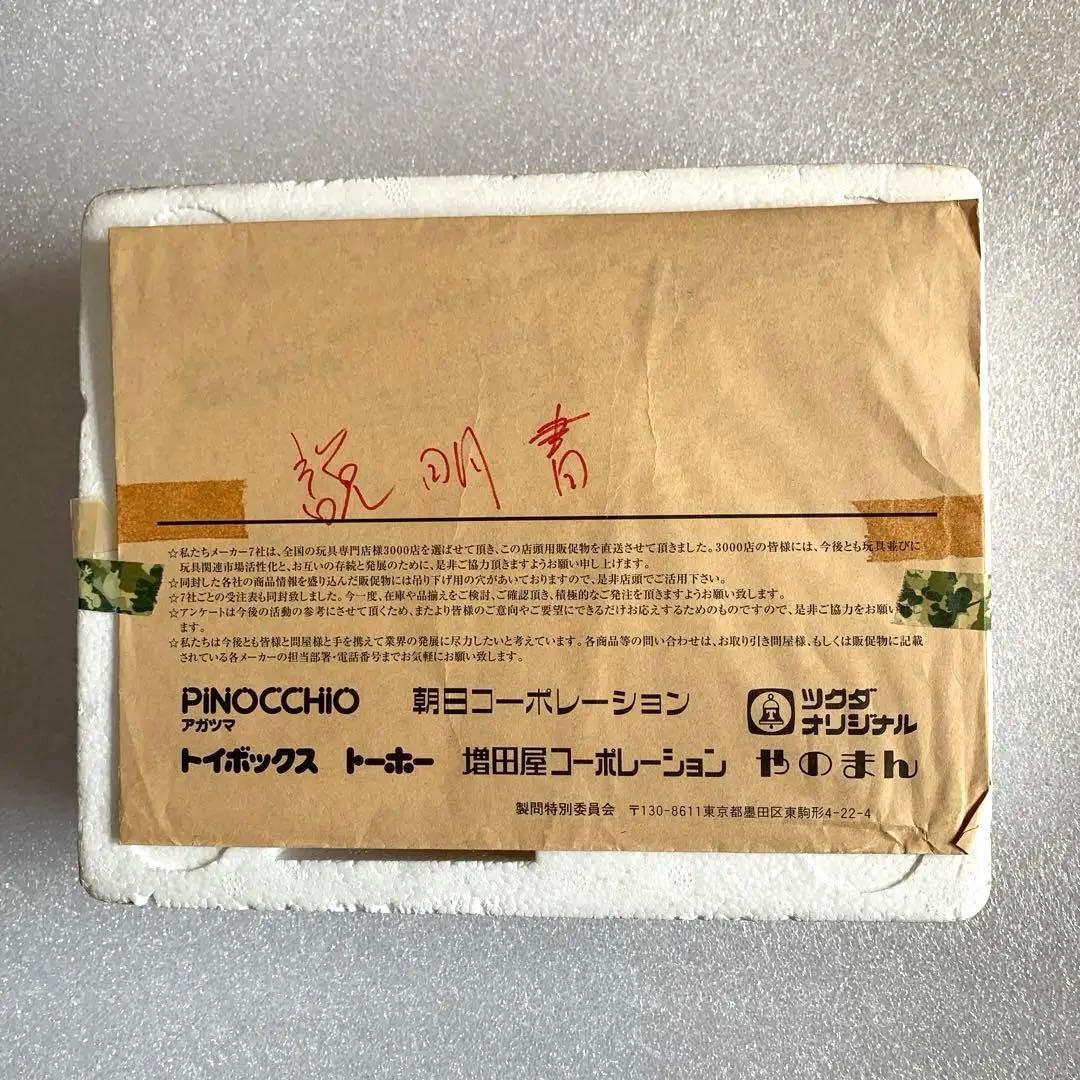 説明書
☆私たちメーカー7社は、全国の玩具専門店様3000店を選ばせて頂き、この店頭用販促物を直送させて頂きました。3000店の皆様には、今後とも玩具並びに
玩具関連市場活性化と、お互いの存続と発展のために、是非ご協力頂きますようお願い申し上げます。
☆同封した各社の商品情報を盛り込んだ販促物には吊り下げ用の穴があいておりますので、是非店頭でご活用下さい。
☆7社ごとの受注表も同封致しました。今一度、在庫や品揃えをご検討、ご確認頂き、積極的なご発注を頂きますようお願い致します。
☆アンケートは今後の活動の参考にさせて頂くため、またより皆様のご意向やご要望にできるだけお応えするためのものですので、是非ご協力をお願い
ます。
☆私たちは今後とも皆様と問屋様と手を携えて業界の発展に尽力したいと考えています。各商品等の問い合わせは、お取り引き問屋様、もしくは販促物に記載
されている各メーカーの担当部署・電話番号までお気軽にお願い致します。
PiNOCCHiO 朝日コーポレーション ツクダ
アガツマ オリジナル
トイボックス トーホー 増田屋コーポレーション やのまん
製問特別委員会 〒130-8611東京都墨田区東駒形4-22-4